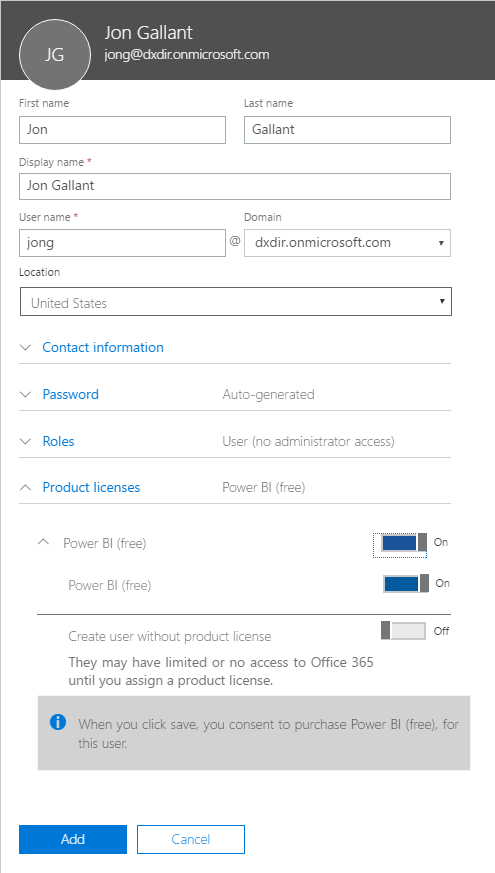 JG
Jon Gallant
jong@dxdir.onmicrosoft.com
First name
Last name
Jon
Gallant
Display name *
Jon Gallant
User name *
Domain
jong
@
dxdir.onmicrosoft.com
Location
United States
Contact information
Password
Auto-generated
Roles
User (no administrator access)
Product licenses
Power BI (free)
Power BI (free)
On
Power BI (free)
On
Create user without product license
Off
They may have limited or no access to Office 365
until you assign a product license.
When you click save, you consent to purchase Power BI (free), for
this user.
Add
Cancel